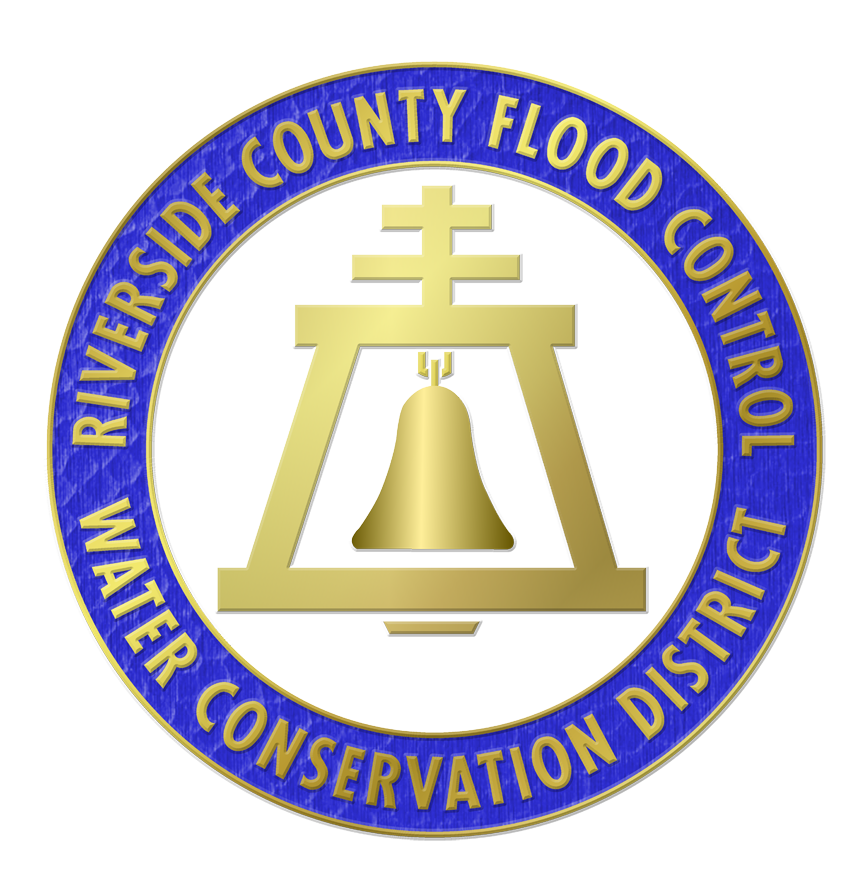 RIVERSIDE COUNTY FLOOD CONTROL
WATER CONSERVATION DISTRICT